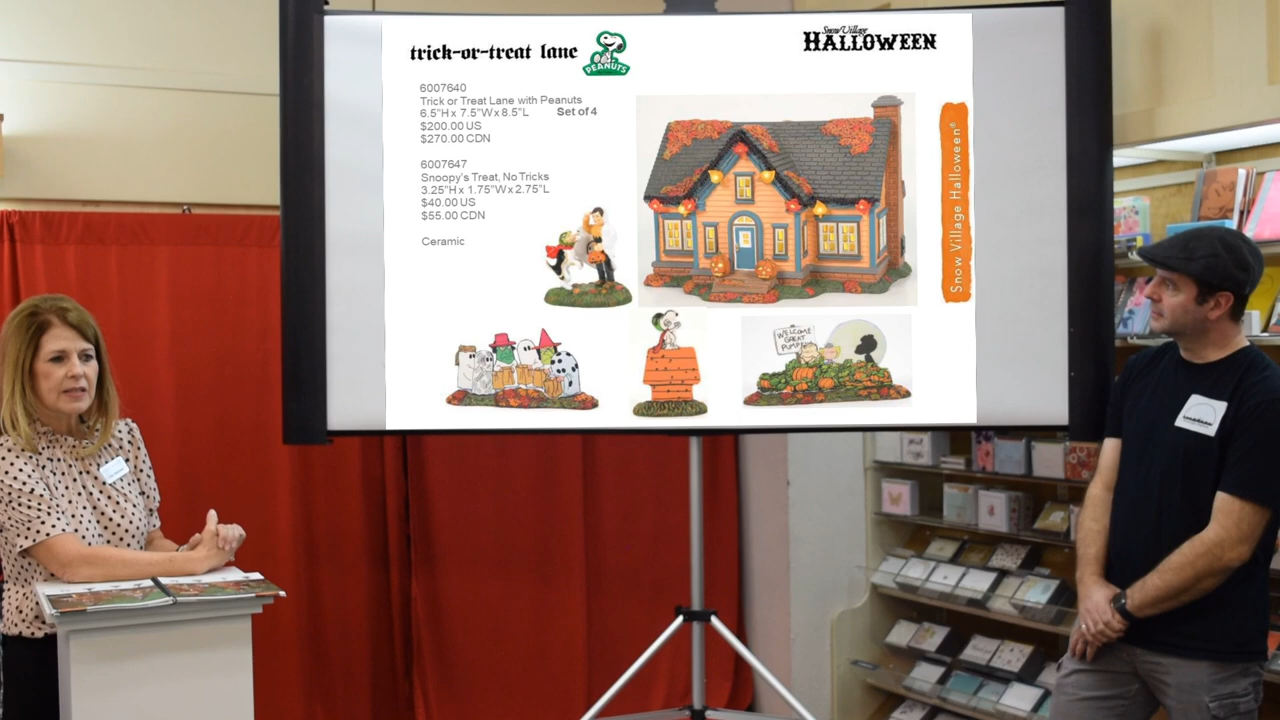 trick-or-treat lane
PEANUTS
Snow Village
HALLOWEEN
6007640
Trick or Treat Lane with Peanuts
6.5"H x 7.5"W x 8.5"L Set of 4
$200.00 US
$270.00 CDN
6007647
Snoopy's Treat, No Tricks
3.25"H x 1.75"W x 2.75"L
$40.00 US
$55.00 CDN
Ceramic
Snow Village Halloween®
WELCOME
GREAT